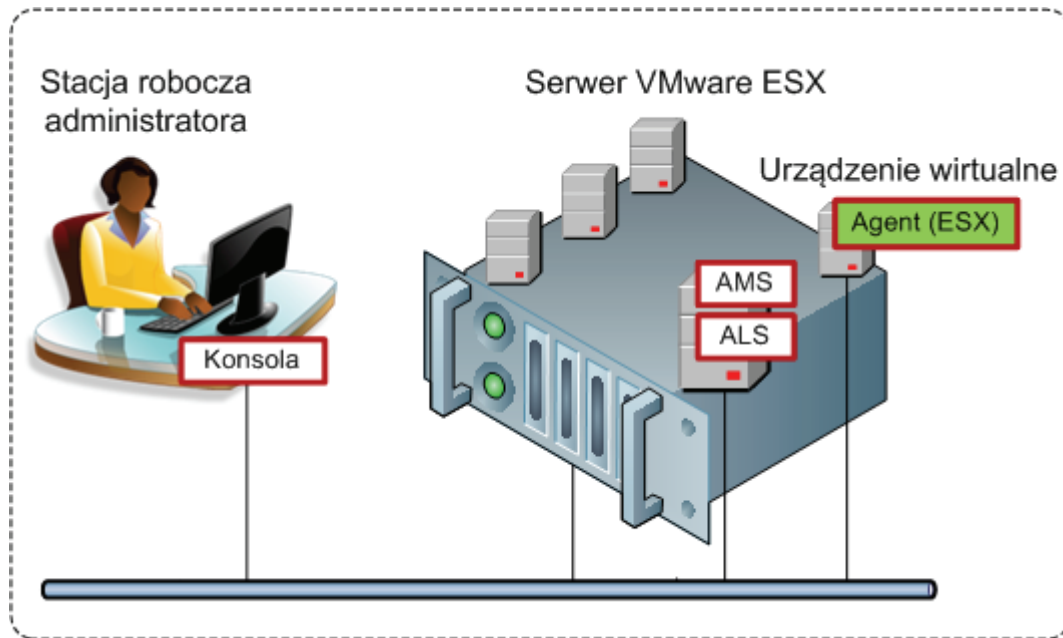 Stacja robocza
administratora
Serwer VMware ESX
Urządzenie wirtualne
Agent (ESX)
AMS
ALS
Konsola